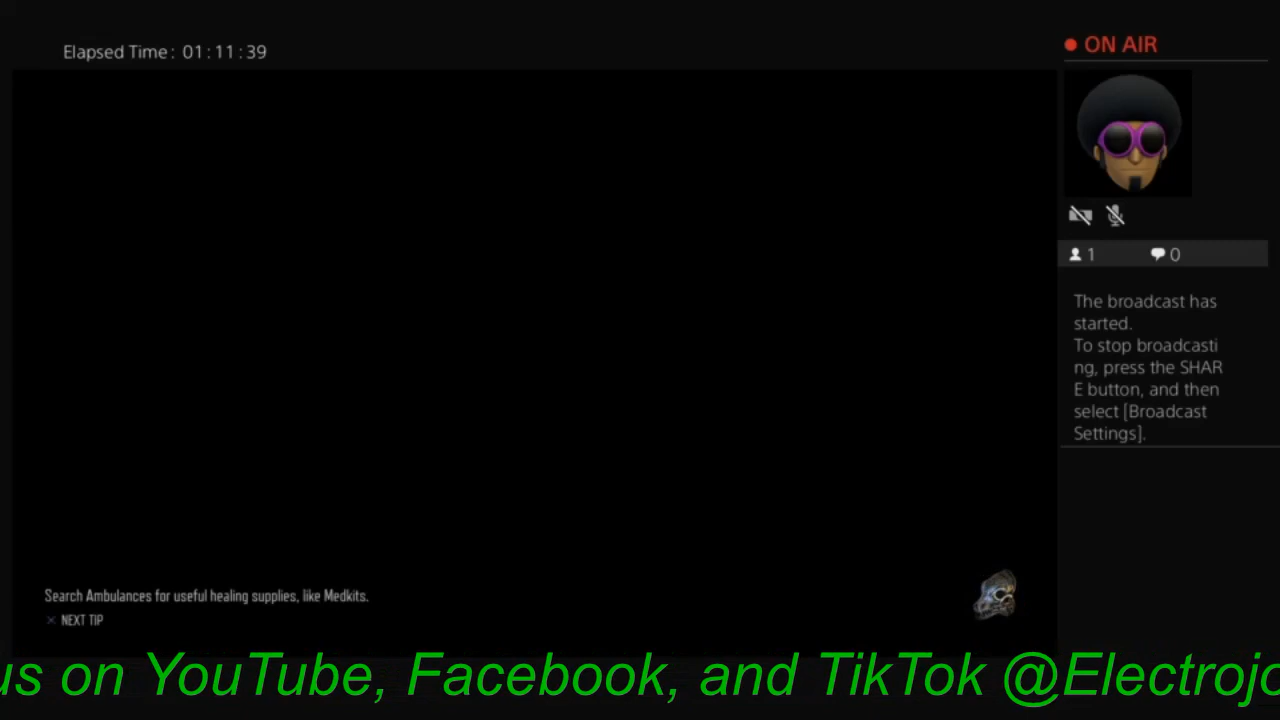 Elapsed Time: 01:11:39
ON AIR
1
0
The broadcast has
started.
To stop broadcasti
ng, press the SHAR
E button, and then
select [Broadcast
Settings].
Search Ambulances for useful healing supplies, like Medkits.
NEXT TIP
us on YouTube, Facebook, and TikTok